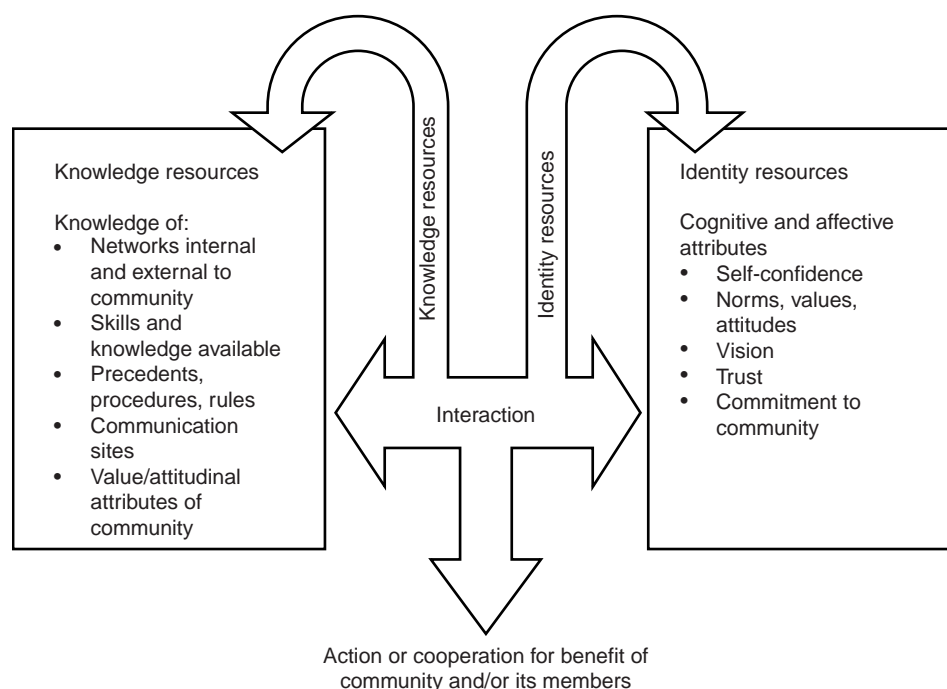 Knowledge resources
Knowledge of:
• Networks internal
and external to
community
• Skills and
knowledge available
• Precedents,
procedures, rules
• Communication
sites
• Value/attitudinal
attributes of
community
Knowledge resources
Identity resources
Interaction
Identity resources
Cognitive and affective
attributes
• Self-confidence
• Norms, values,
attitudes
• Vision
• Trust
• Commitment to
community
Action or cooperation for benefit of
community and/or its members